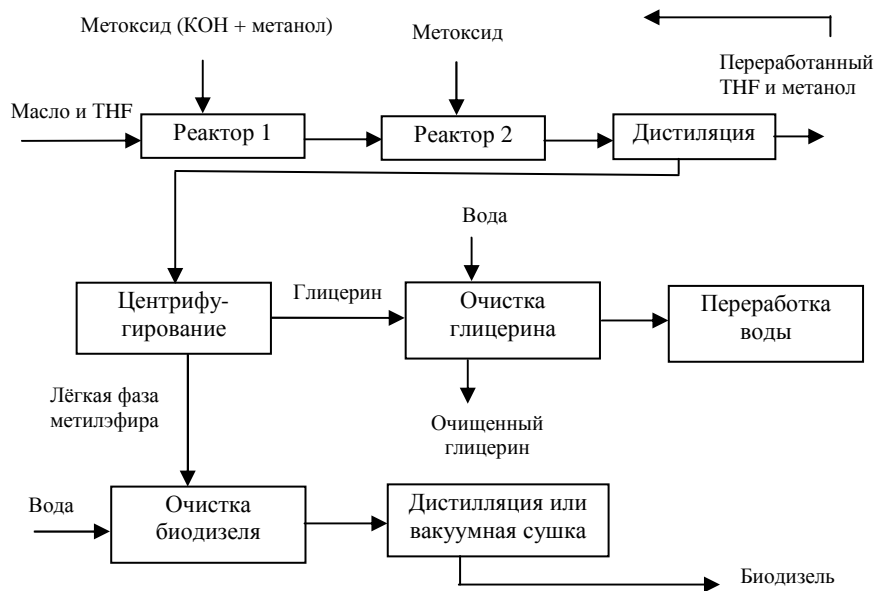 Метоксид (КОН + метанол)
Метоксид
Переработанный
THF и метанол
Масло и THF
Реактор 1
Реактор 2
Дистиляция
Вода
Центрифу-
гирование
Глицерин
Очистка
глицерина
Переработка
воды
Лёгкая фаза
метилэфира
Очищенный
глицерин
Вода
Очистка
биодизеля
Дистилляция или
вакуумная сушка
Биодизель